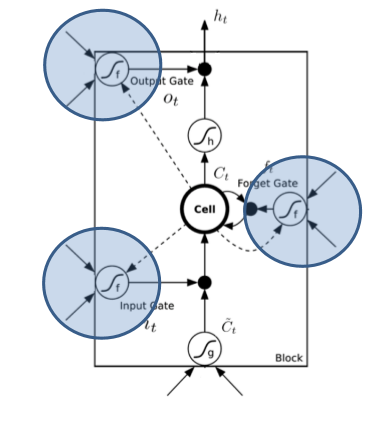 h_t
f
Output Gate
o_t
h
C_t
f_t
Forget Gate
Cell
f
f
Input Gate
i_t
C̃_t
g
Block